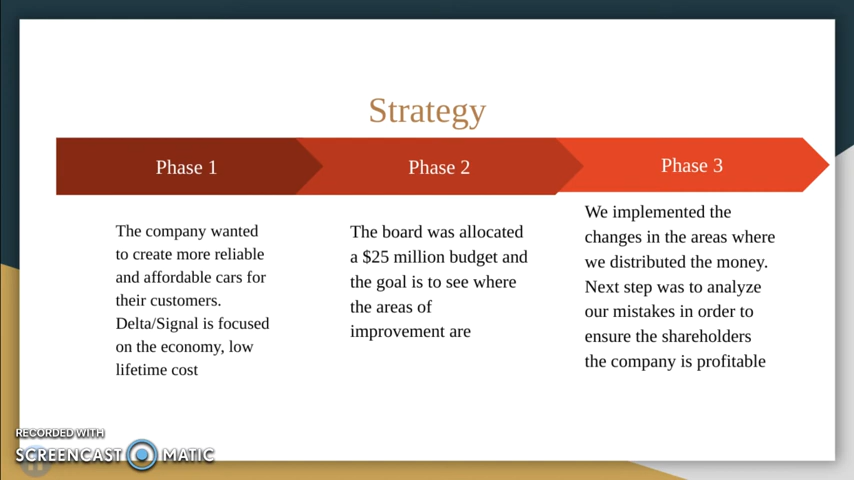 Strategy
Phase 1
Phase 2
Phase 3
The company wanted
to create more reliable
and affordable cars for
their customers.
Delta/Signal is focused
on the economy, low
lifetime cost
The board was allocated
a $25 million budget and
the goal is to see where
the areas of
improvement are
We implemented the
changes in the areas where
we distributed the money.
Next step was to analyze
our mistakes in order to
ensure the shareholders
the company is profitable
RECORDED WITH
SCREENCAST MATIC